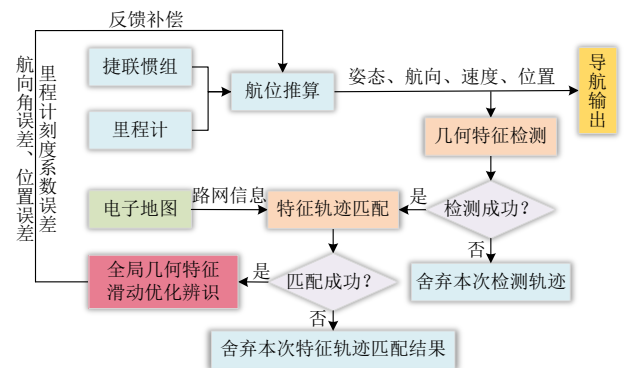 反馈补偿
捷联惯组
里程计
航位推算
姿态、航向、速度、位置
导航输出
航向角误差、位置误差
里程计刻度系数误差
几何特征检测
电子地图
路网信息
特征轨迹匹配
是
检测成功？
否
舍弃本次检测轨迹
全局几何特征
滑动优化辨识
是
匹配成功？
否
舍弃本次特征轨迹匹配结果